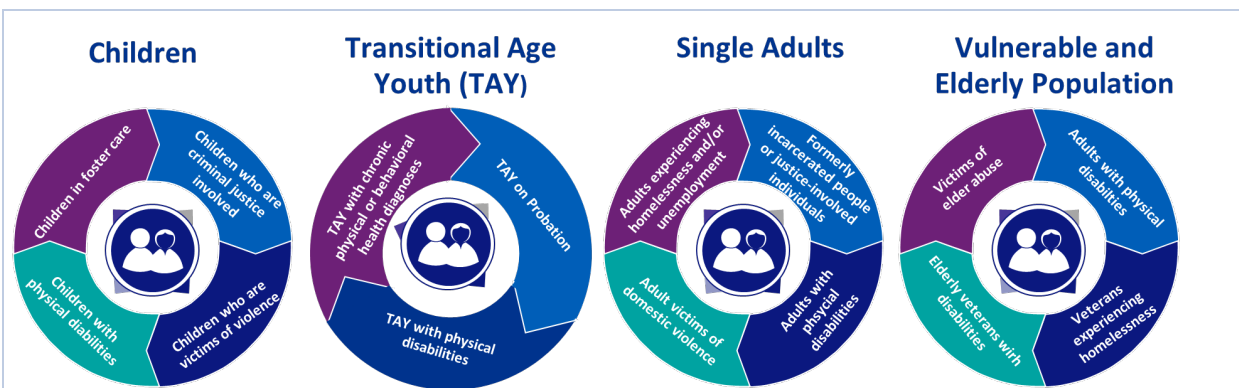 Children
Children in foster care
Children who are
criminal justice
involved
Children who are
victims of violence
Children with
physical diabilities
Transitional Age
Youth (TAY)
TAY with chronic
physical or behavioral
health diagnoses
TAY on Probation
TAY with physical
disabilities
Single Adults
Adults experiencing
homelessness and/or
unemployment
Formerly
incarcerated people
or justice-involved
individuals
Adults with
phsycial
disabilities
Adult victims of
domestic violence
Vulnerable and
Elderly Population
Victims of
elder abuse
Adults with physical
disabilities
Veterans
experiencing
homelessness
Elderly veterans wirh
disabilities